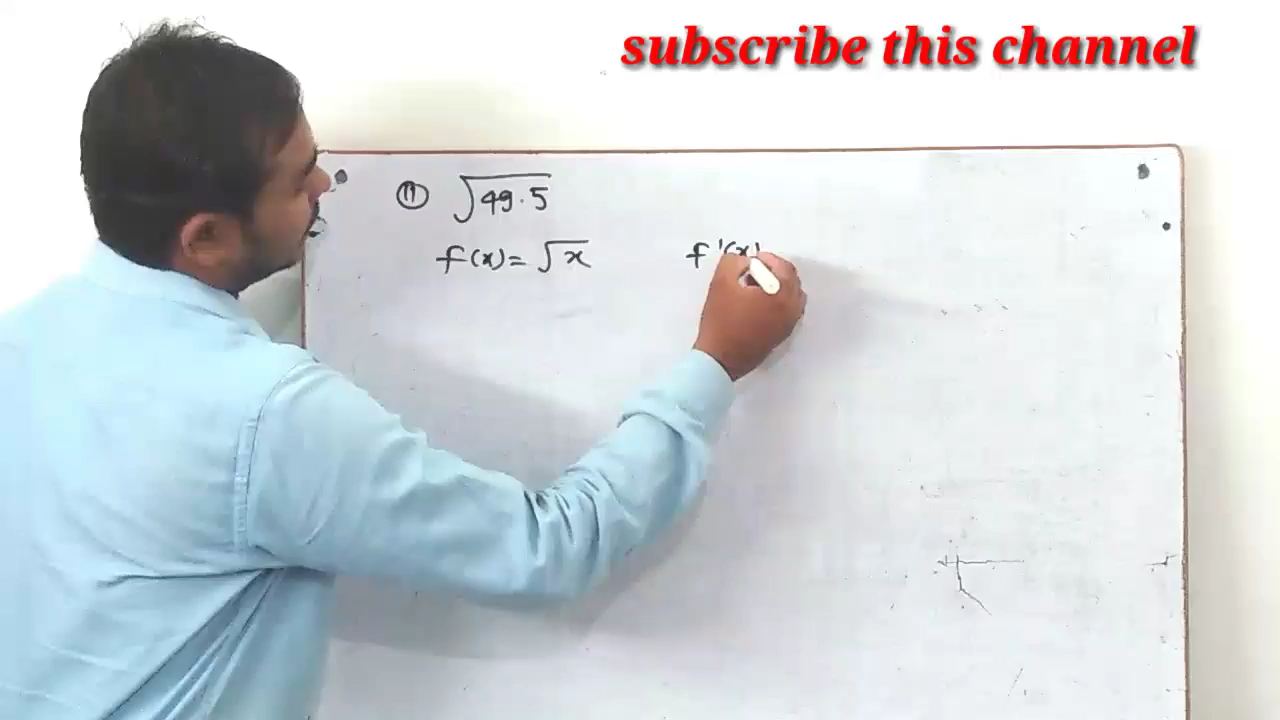 subscribe this channel
⑪ √49.5
f(x) = √x f'(x)